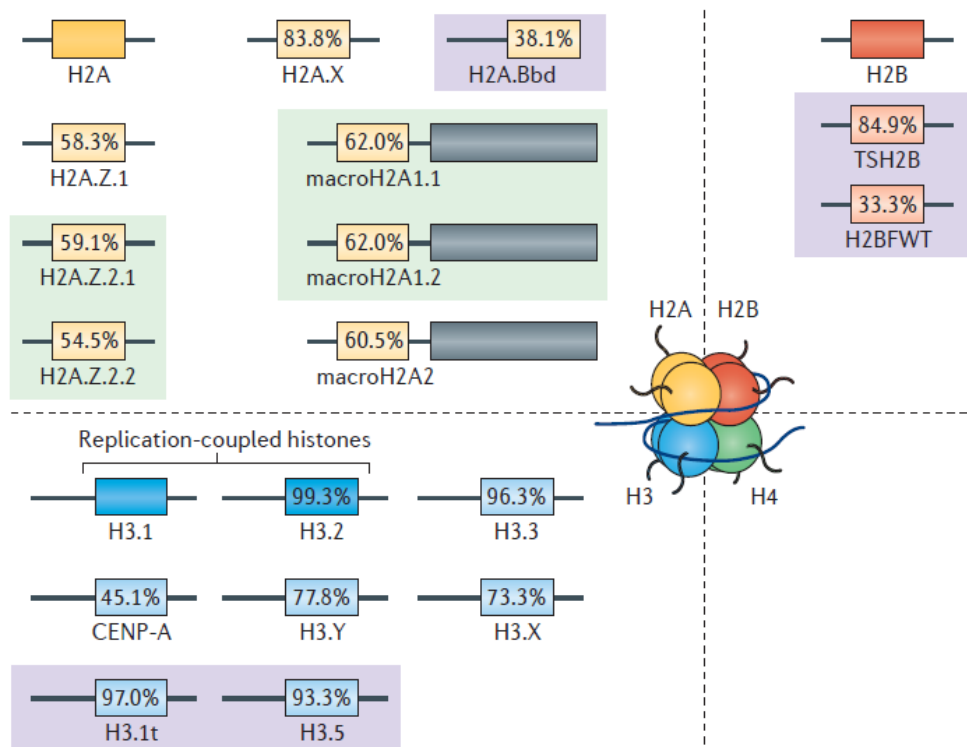 83.8%
38.1%
H2A
H2A.X
H2A.Bbd
H2B
58.3%
H2A.Z.1
62.0%
macroH2A1.1
84.9%
TSH2B
33.3%
H2BFWT
59.1%
H2A.Z.2.1
62.0%
macroH2A1.2
54.5%
H2A.Z.2.2
60.5%
macroH2A2
H2A
H2B
H3
H4
Replication-coupled histones
99.3%
96.3%
H3.1
H3.2
H3.3
45.1%
77.8%
73.3%
CENP-A
H3.Y
H3.X
97.0%
93.3%
H3.1t
H3.5